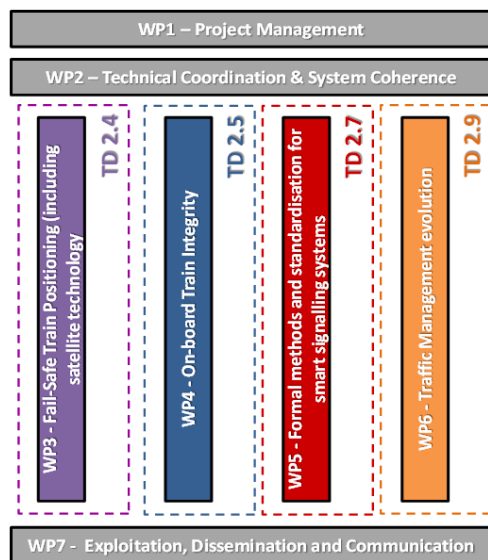 WP1 – Project Management
WP2 – Technical Coordination & System Coherence
WP3 - Fail-Safe Train Positioning (including
satellite technology
TD 2.4
WP4 - On-board Train Integrity
TD 2.5
WP5 - Formal methods and standardisation for
smart signalling systems
TD 2.7
WP6 - Traffic Management evolution
TD 2.9
WP7 - Exploitation, Dissemination and Communication